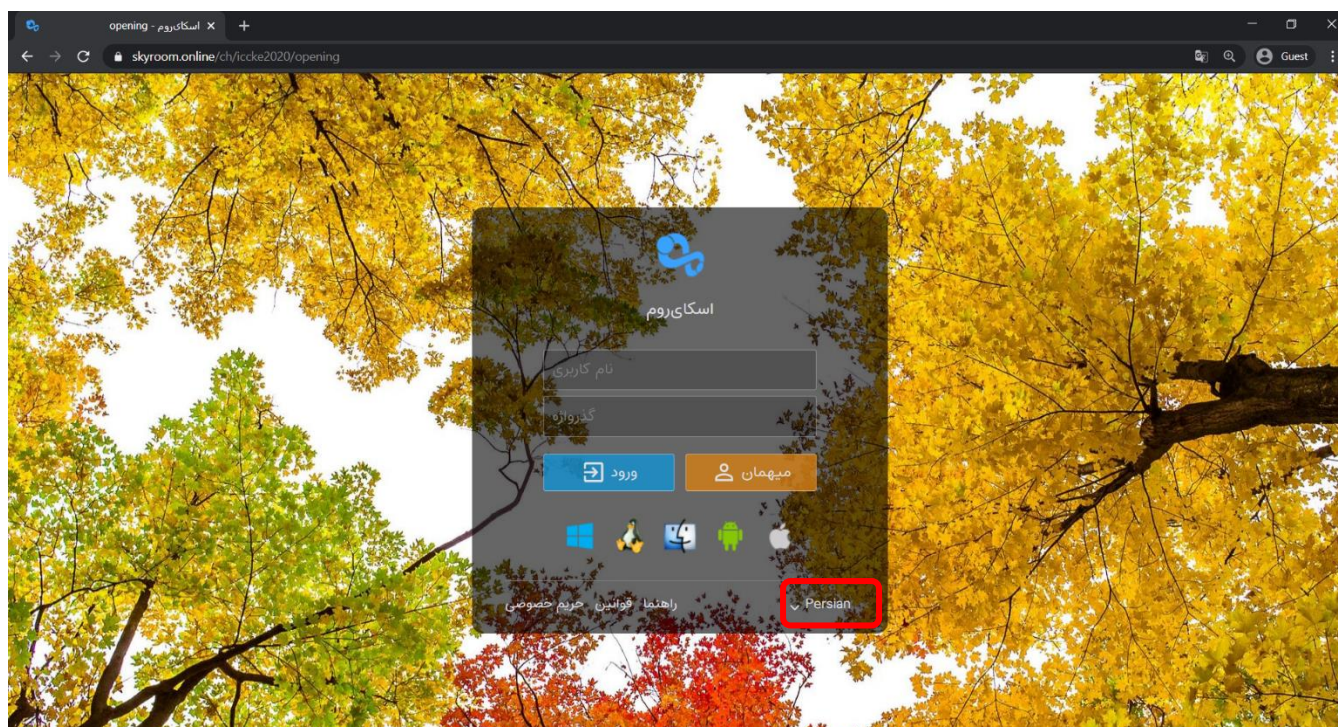 opening - اسکای‌روم
skyroom.online/ch/iccke2020/opening
Guest
اسکای‌روم
نام کاربری
گذرواژه
میهمان
ورود
Persian
راهنما قوانین حریم خصوصی